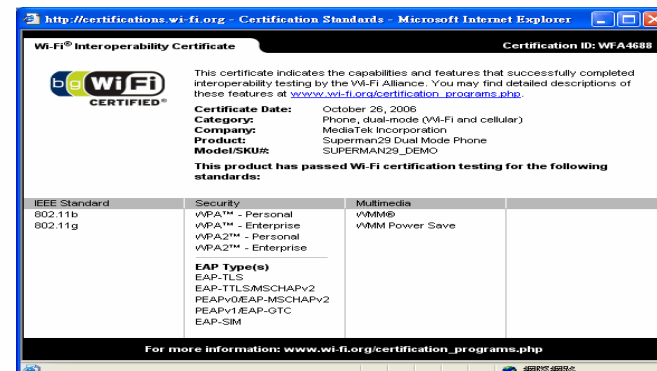 http://certifications.wi-fi.org - Certification Standards - Microsoft Internet Explorer
Wi-Fi® Interoperability Certificate
Certification ID: WFA4688
b g Wi Fi
CERTIFIED®
This certificate indicates the capabilities and features that successfully completed
interoperability testing by the Wi-Fi Alliance. You may find detailed descriptions of
these features at www.wi-fi.org/certification_programs.php.
Certificate Date: October 26, 2006
Category: Phone, dual-mode (Wi-Fi and cellular)
Company: MediaTek Incorporation
Product: Superman29 Dual Mode Phone
Model/SKU#: SUPERMAN29_DEMO
This product has passed Wi-Fi certification testing for the following
standards:
IEEE Standard Security Multimedia
802.11b WPA™ - Personal WMM®
802.11g WPA™ - Enterprise WMM Power Save
WPA2™ - Personal
WPA2™ - Enterprise
EAP Type(s)
EAP-TLS
EAP-TTLS/MSCHAPv2
PEAPv0/EAP-MSCHAPv2
PEAPv1/EAP-GTC
EAP-SIM
For more information: www.wi-fi.org/certification_programs.php